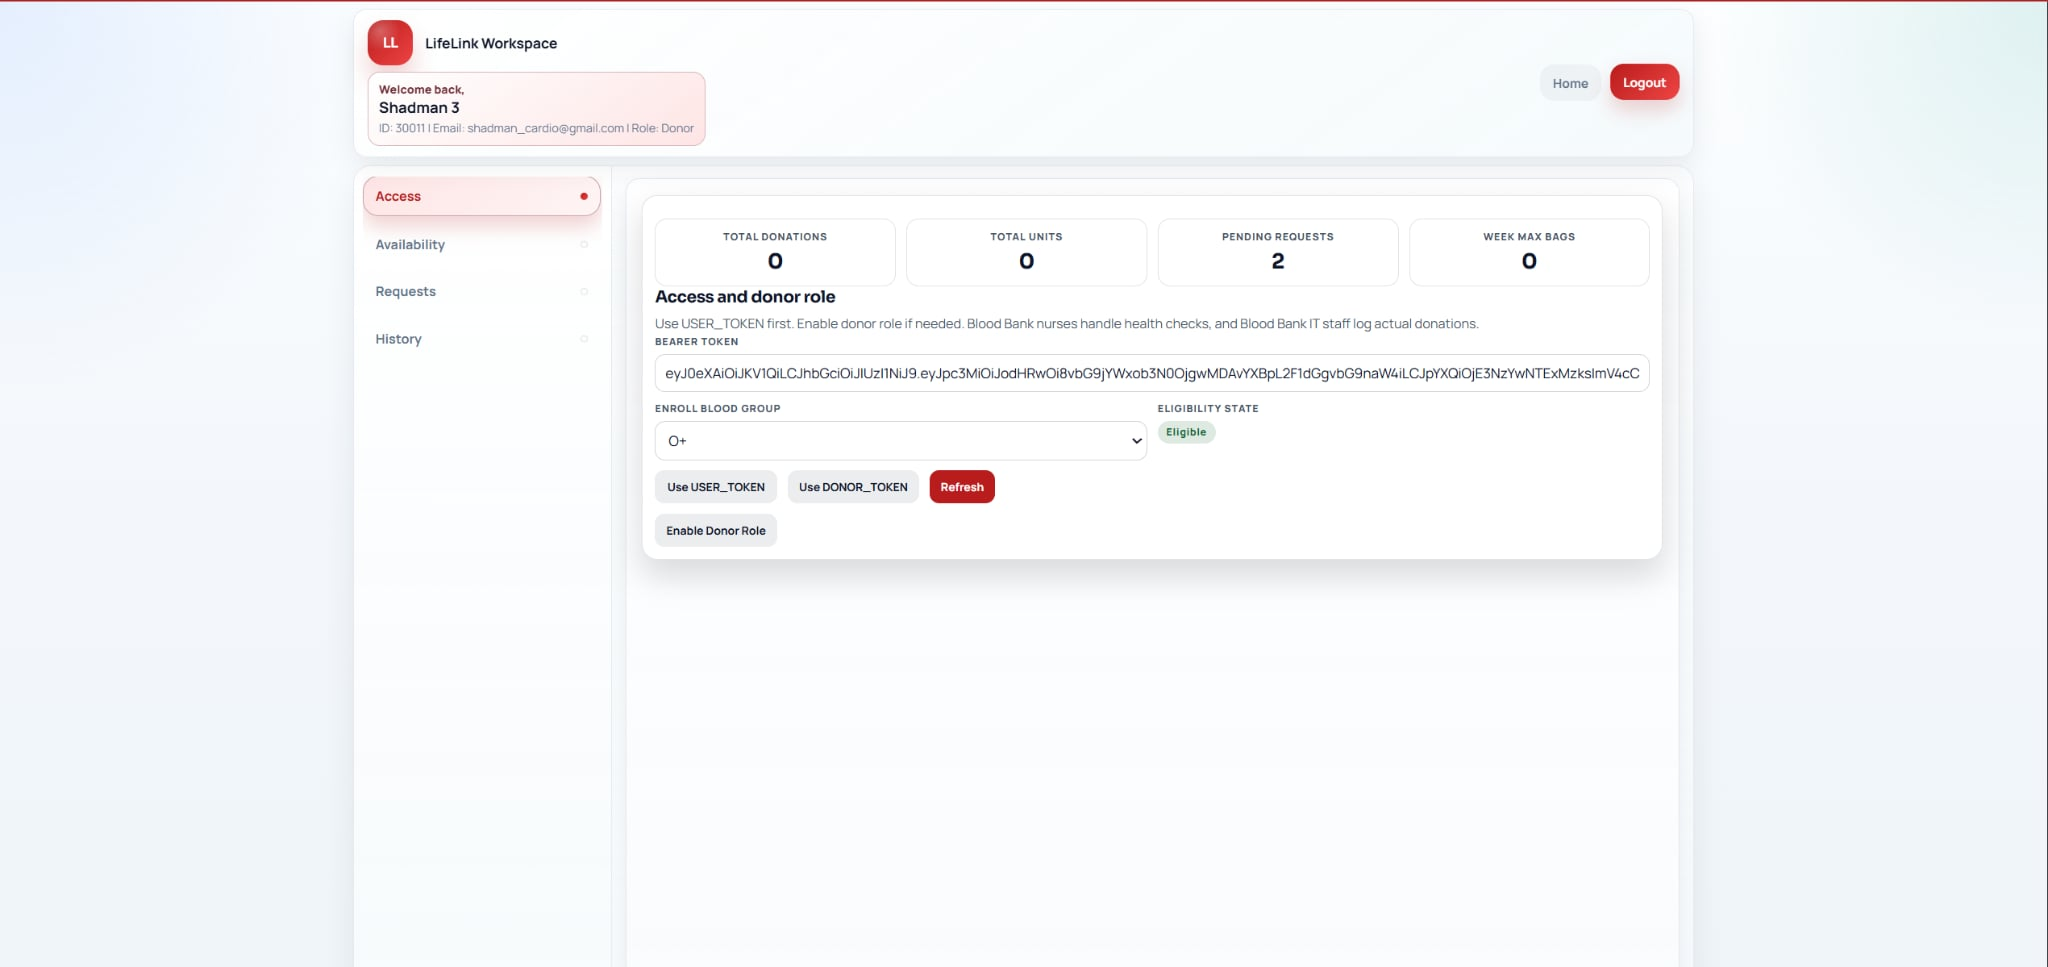 LL
LifeLink Workspace
Welcome back,
Shadman 3
ID: 30011 | Email: shadman_cardio@gmail.com | Role: Donor
Home
Logout
Access
Availability
Requests
History
TOTAL DONATIONS
0
TOTAL UNITS
0
PENDING REQUESTS
2
WEEK MAX BAGS
0
Access and donor role
Use USER_TOKEN first. Enable donor role if needed. Blood Bank nurses handle health checks, and Blood Bank IT staff log actual donations.
BEARER TOKEN
eyJ0eXAiOiJKV1QiLCJhbGciOiJIUzI1NiJ9.eyJpc3MiOiJodHRwOi8vbG9jYWxob3N0OjgwMDAvYXBpL2F1dGgvbG9naW4iLCJpYXQiOjE3NzYwNTExMzksImV4cC
ENROLL BLOOD GROUP
O+
ELIGIBILITY STATE
Eligible
Use USER_TOKEN
Use DONOR_TOKEN
Refresh
Enable Donor Role